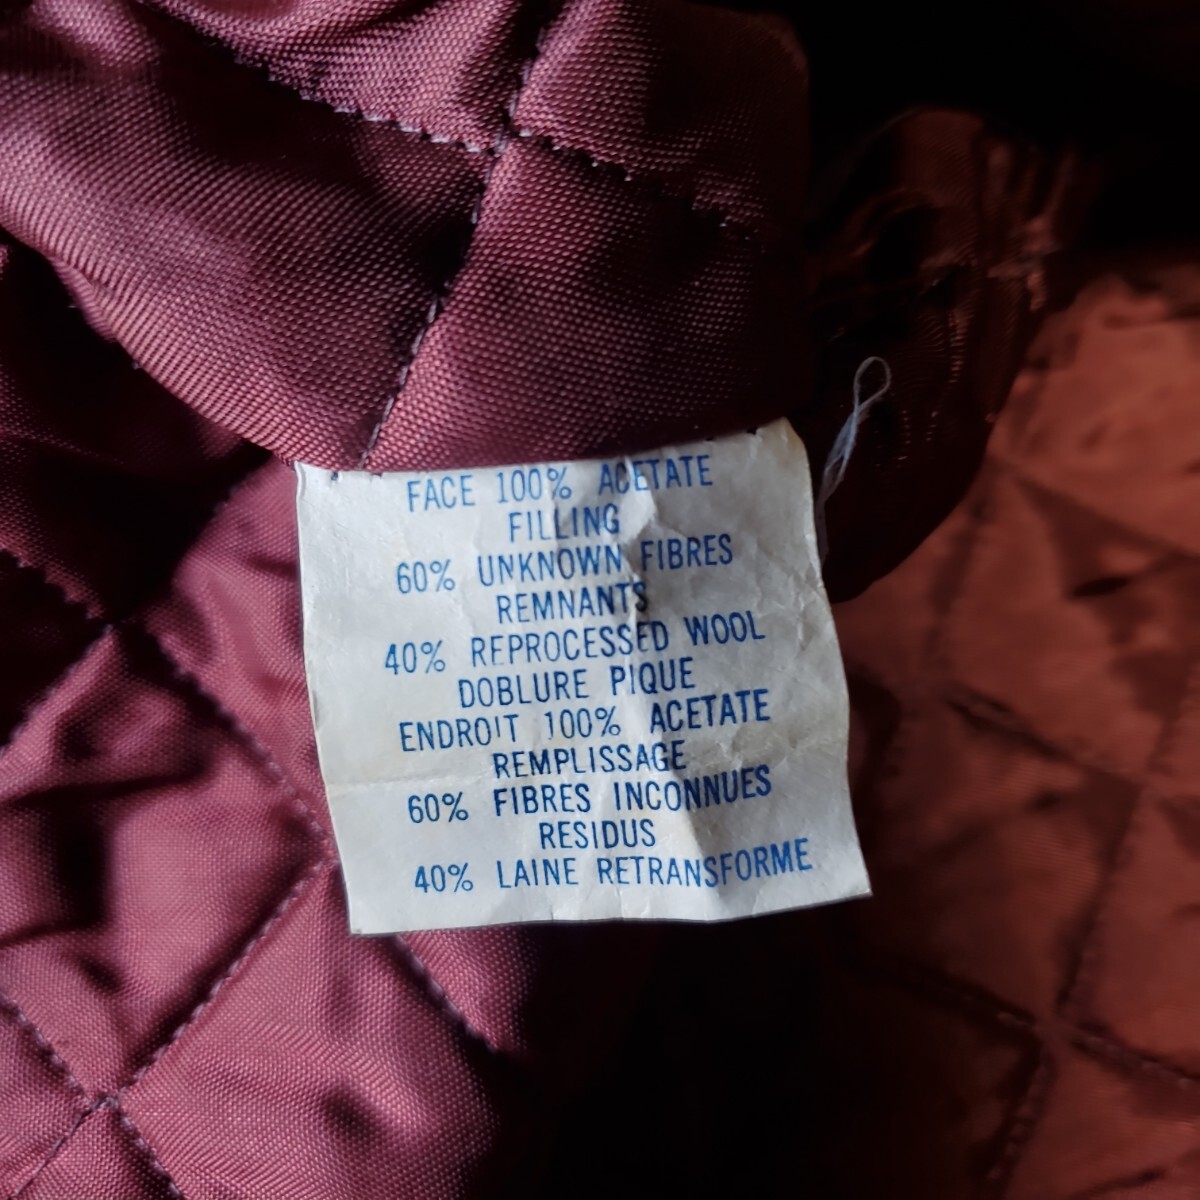 FACE 100% ACETATE
FILLING
60% UNKNOWN FIBRES
REMNANTS
40% REPROCESSED WOOL
DOBLURE PIQUE
ENDROIT 100% ACETATE
REMPLISSAGE
60% FIBRES INCONNUES
RESIDUS
40% LAINE RETRANSFORME